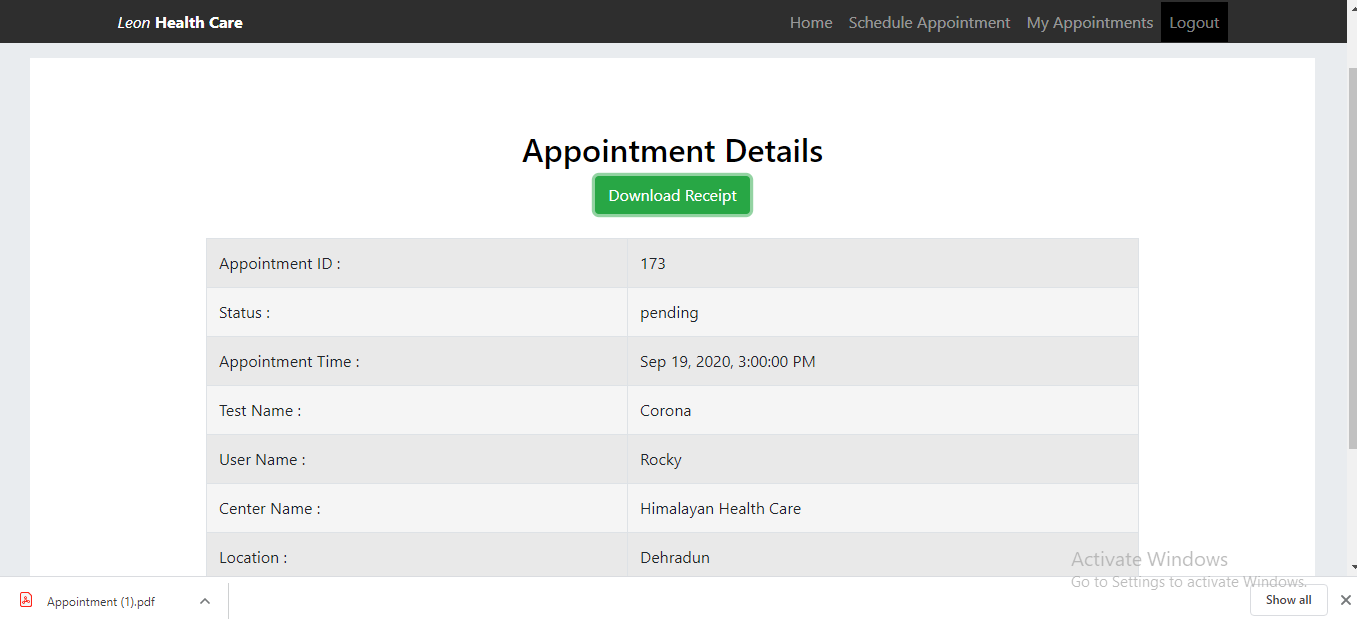 Leon Health Care Home Schedule Appointment My Appointments Logout
Appointment Details
Download Receipt
Appointment ID : 173
Status : pending
Appointment Time : Sep 19, 2020, 3:00:00 PM
Test Name : Corona
User Name : Rocky
Center Name : Himalayan Health Care
Location : Dehradun
Activate Windows
Go to Settings to activate Windows.
Appointment (1).pdf Show all